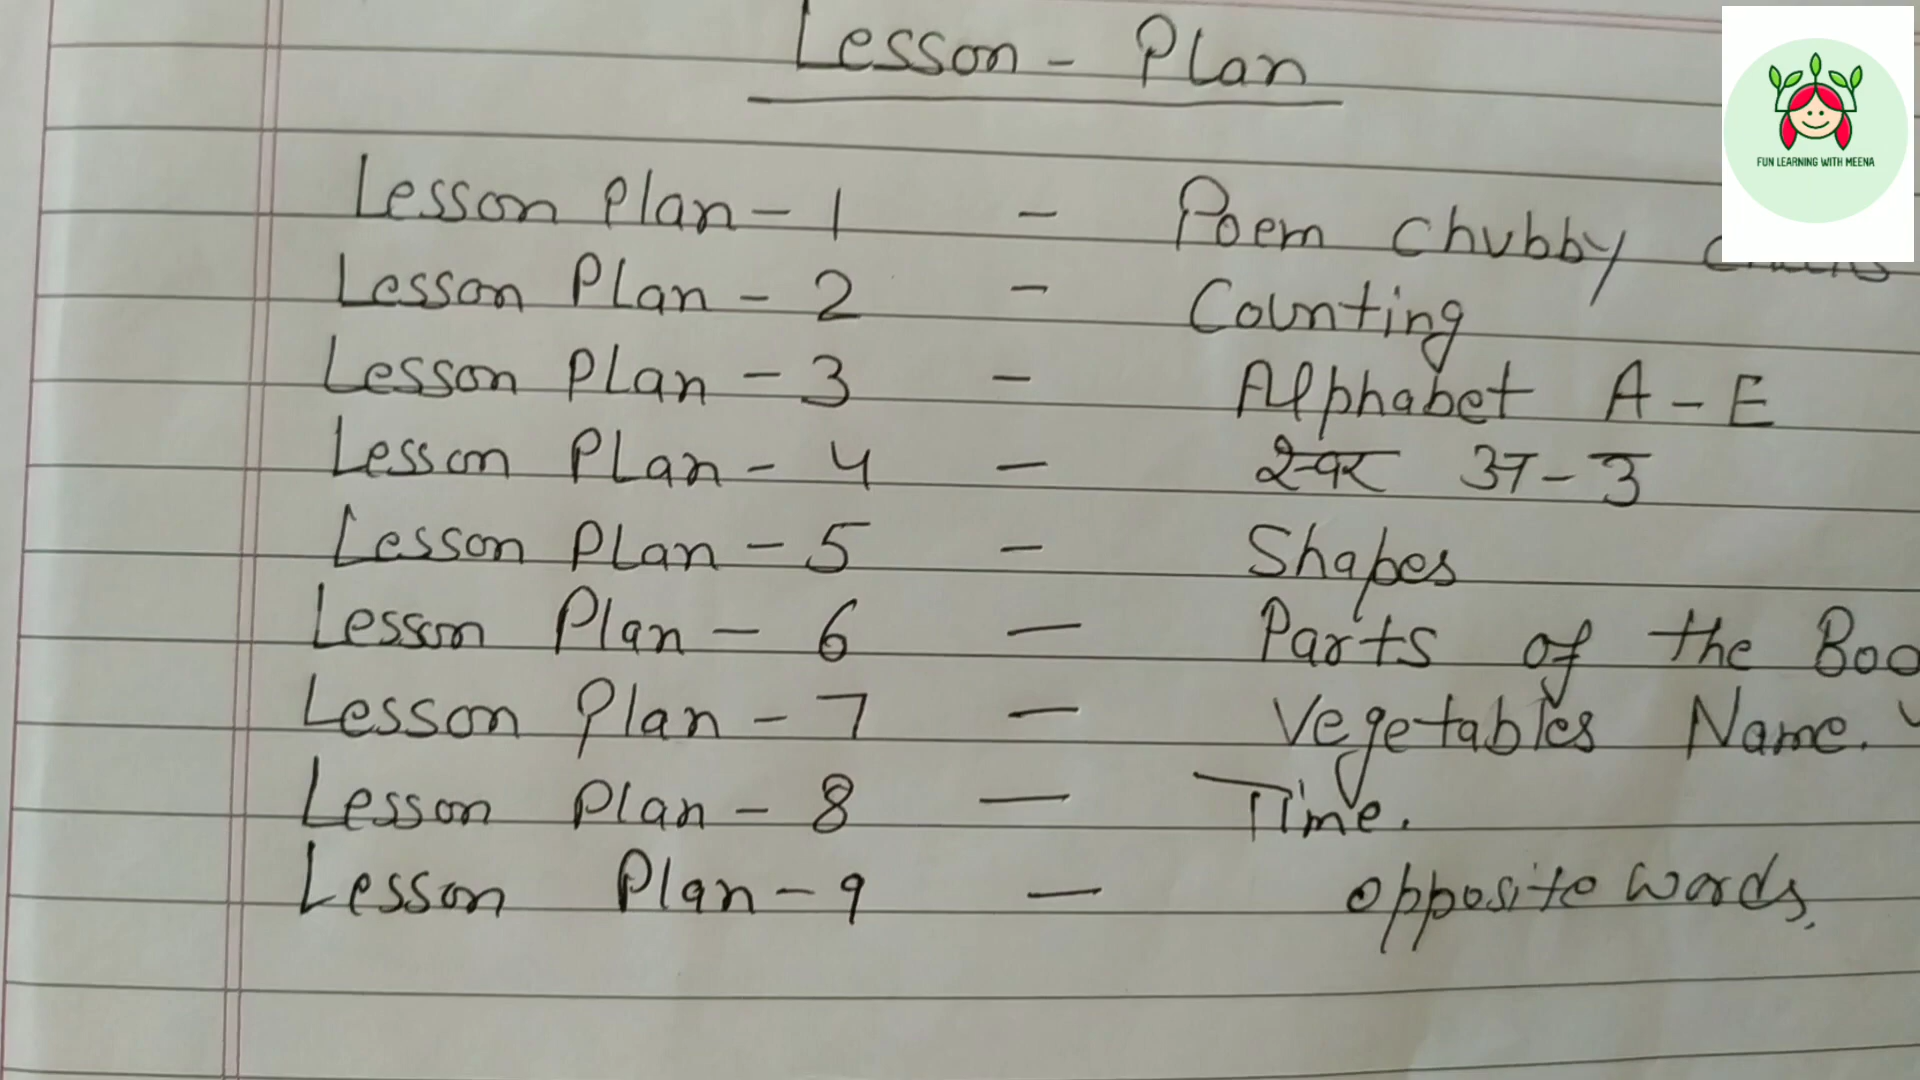 Lesson - Plan
FUN LEARNING WITH MEENA
Lesson Plan - 1 - Poem chubby
Lesson Plan - 2 - Counting
Lesson Plan - 3 - Alphabet A - E
Lesson Plan - 4 - स्वर अ - उ
Lesson Plan - 5 - Shapes
Lesson Plan - 6 - Parts of the
Lesson Plan - 7 - Vegetables Name.
Lesson Plan - 8 - Time.
Lesson Plan - 9 - opposite words.